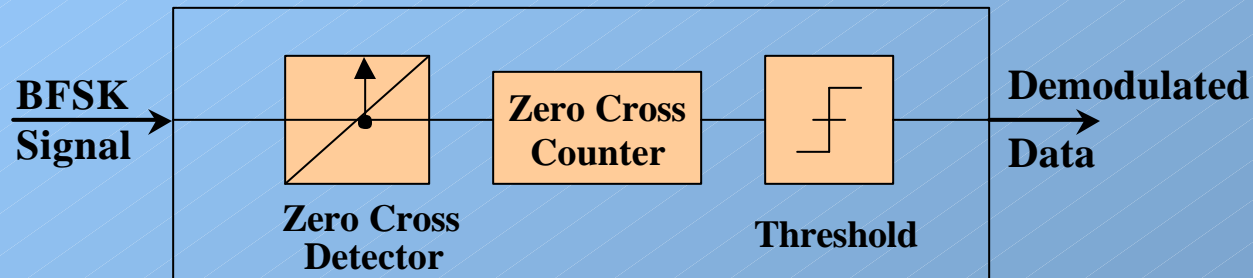 BFSK
Signal
Zero Cross
Detector
Zero Cross
Counter
Threshold
Demodulated
Data